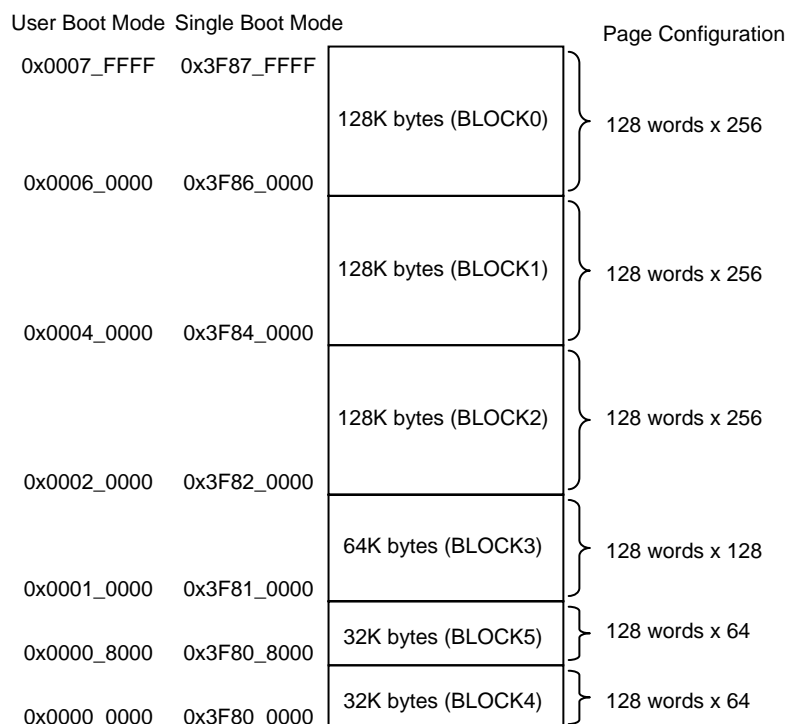 User Boot Mode Single Boot Mode
Page Configuration
0x0007_FFFF 0x3F87_FFFF
128K bytes (BLOCK0)
128 words x 256
0x0006_0000 0x3F86_0000
128K bytes (BLOCK1)
128 words x 256
0x0004_0000 0x3F84_0000
128K bytes (BLOCK2)
128 words x 256
0x0002_0000 0x3F82_0000
64K bytes (BLOCK3)
128 words x 128
0x0001_0000 0x3F81_0000
32K bytes (BLOCK5)
128 words x 64
0x0000_8000 0x3F80_8000
32K bytes (BLOCK4)
128 words x 64
0x0000_0000 0x3F80_0000